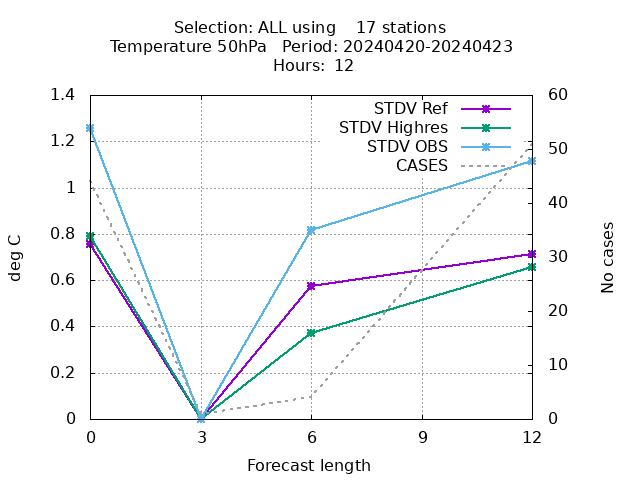 Selection: ALL using    17 stations
Temperature 50hPa   Period: 20240420-20240423
Hours: 12
1.4
1.2
1
0.8
0.6
0.4
0.2
0
deg C
60
50
40
30
20
10
0
No cases
STDV Ref
STDV Highres
STDV OBS
CASES
0 3 6 9 12
Forecast length